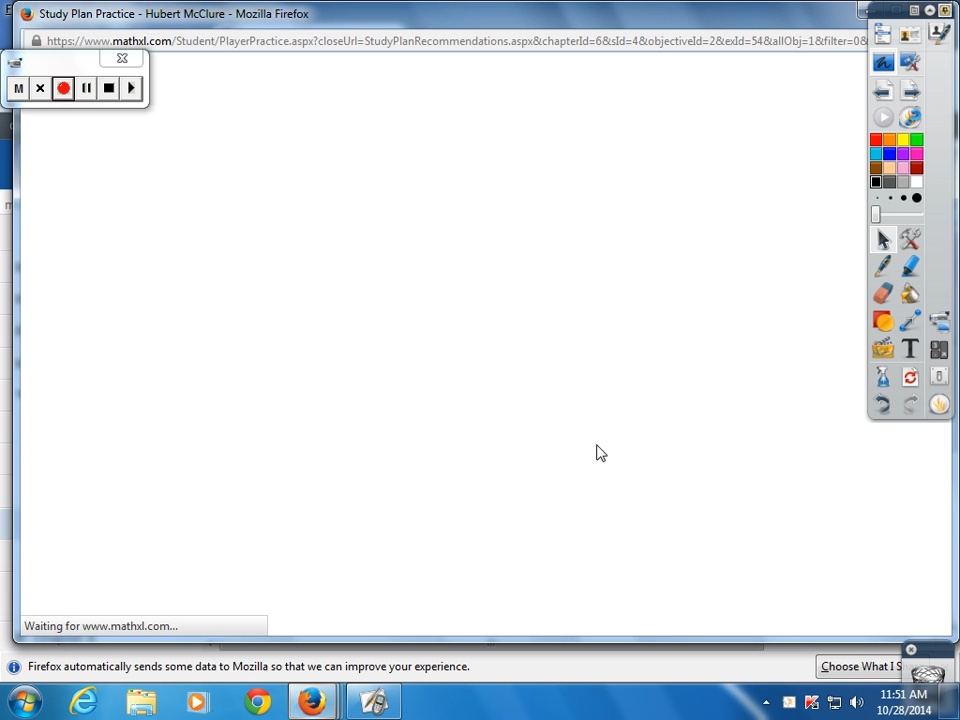 Study Plan Practice - Hubert McClure - Mozilla Firefox
https://www.mathxl.com/Student/PlayerPractice.aspx?closeUrl=StudyPlanRecommendations.aspx&chapterId=6&sId=4&objectiveId=2&exId=54&allObj=1&filter=0&
M
T
Waiting for www.mathxl.com...
Firefox automatically sends some data to Mozilla so that we can improve your experience.
Choose What I
11:51 AM
10/28/2014